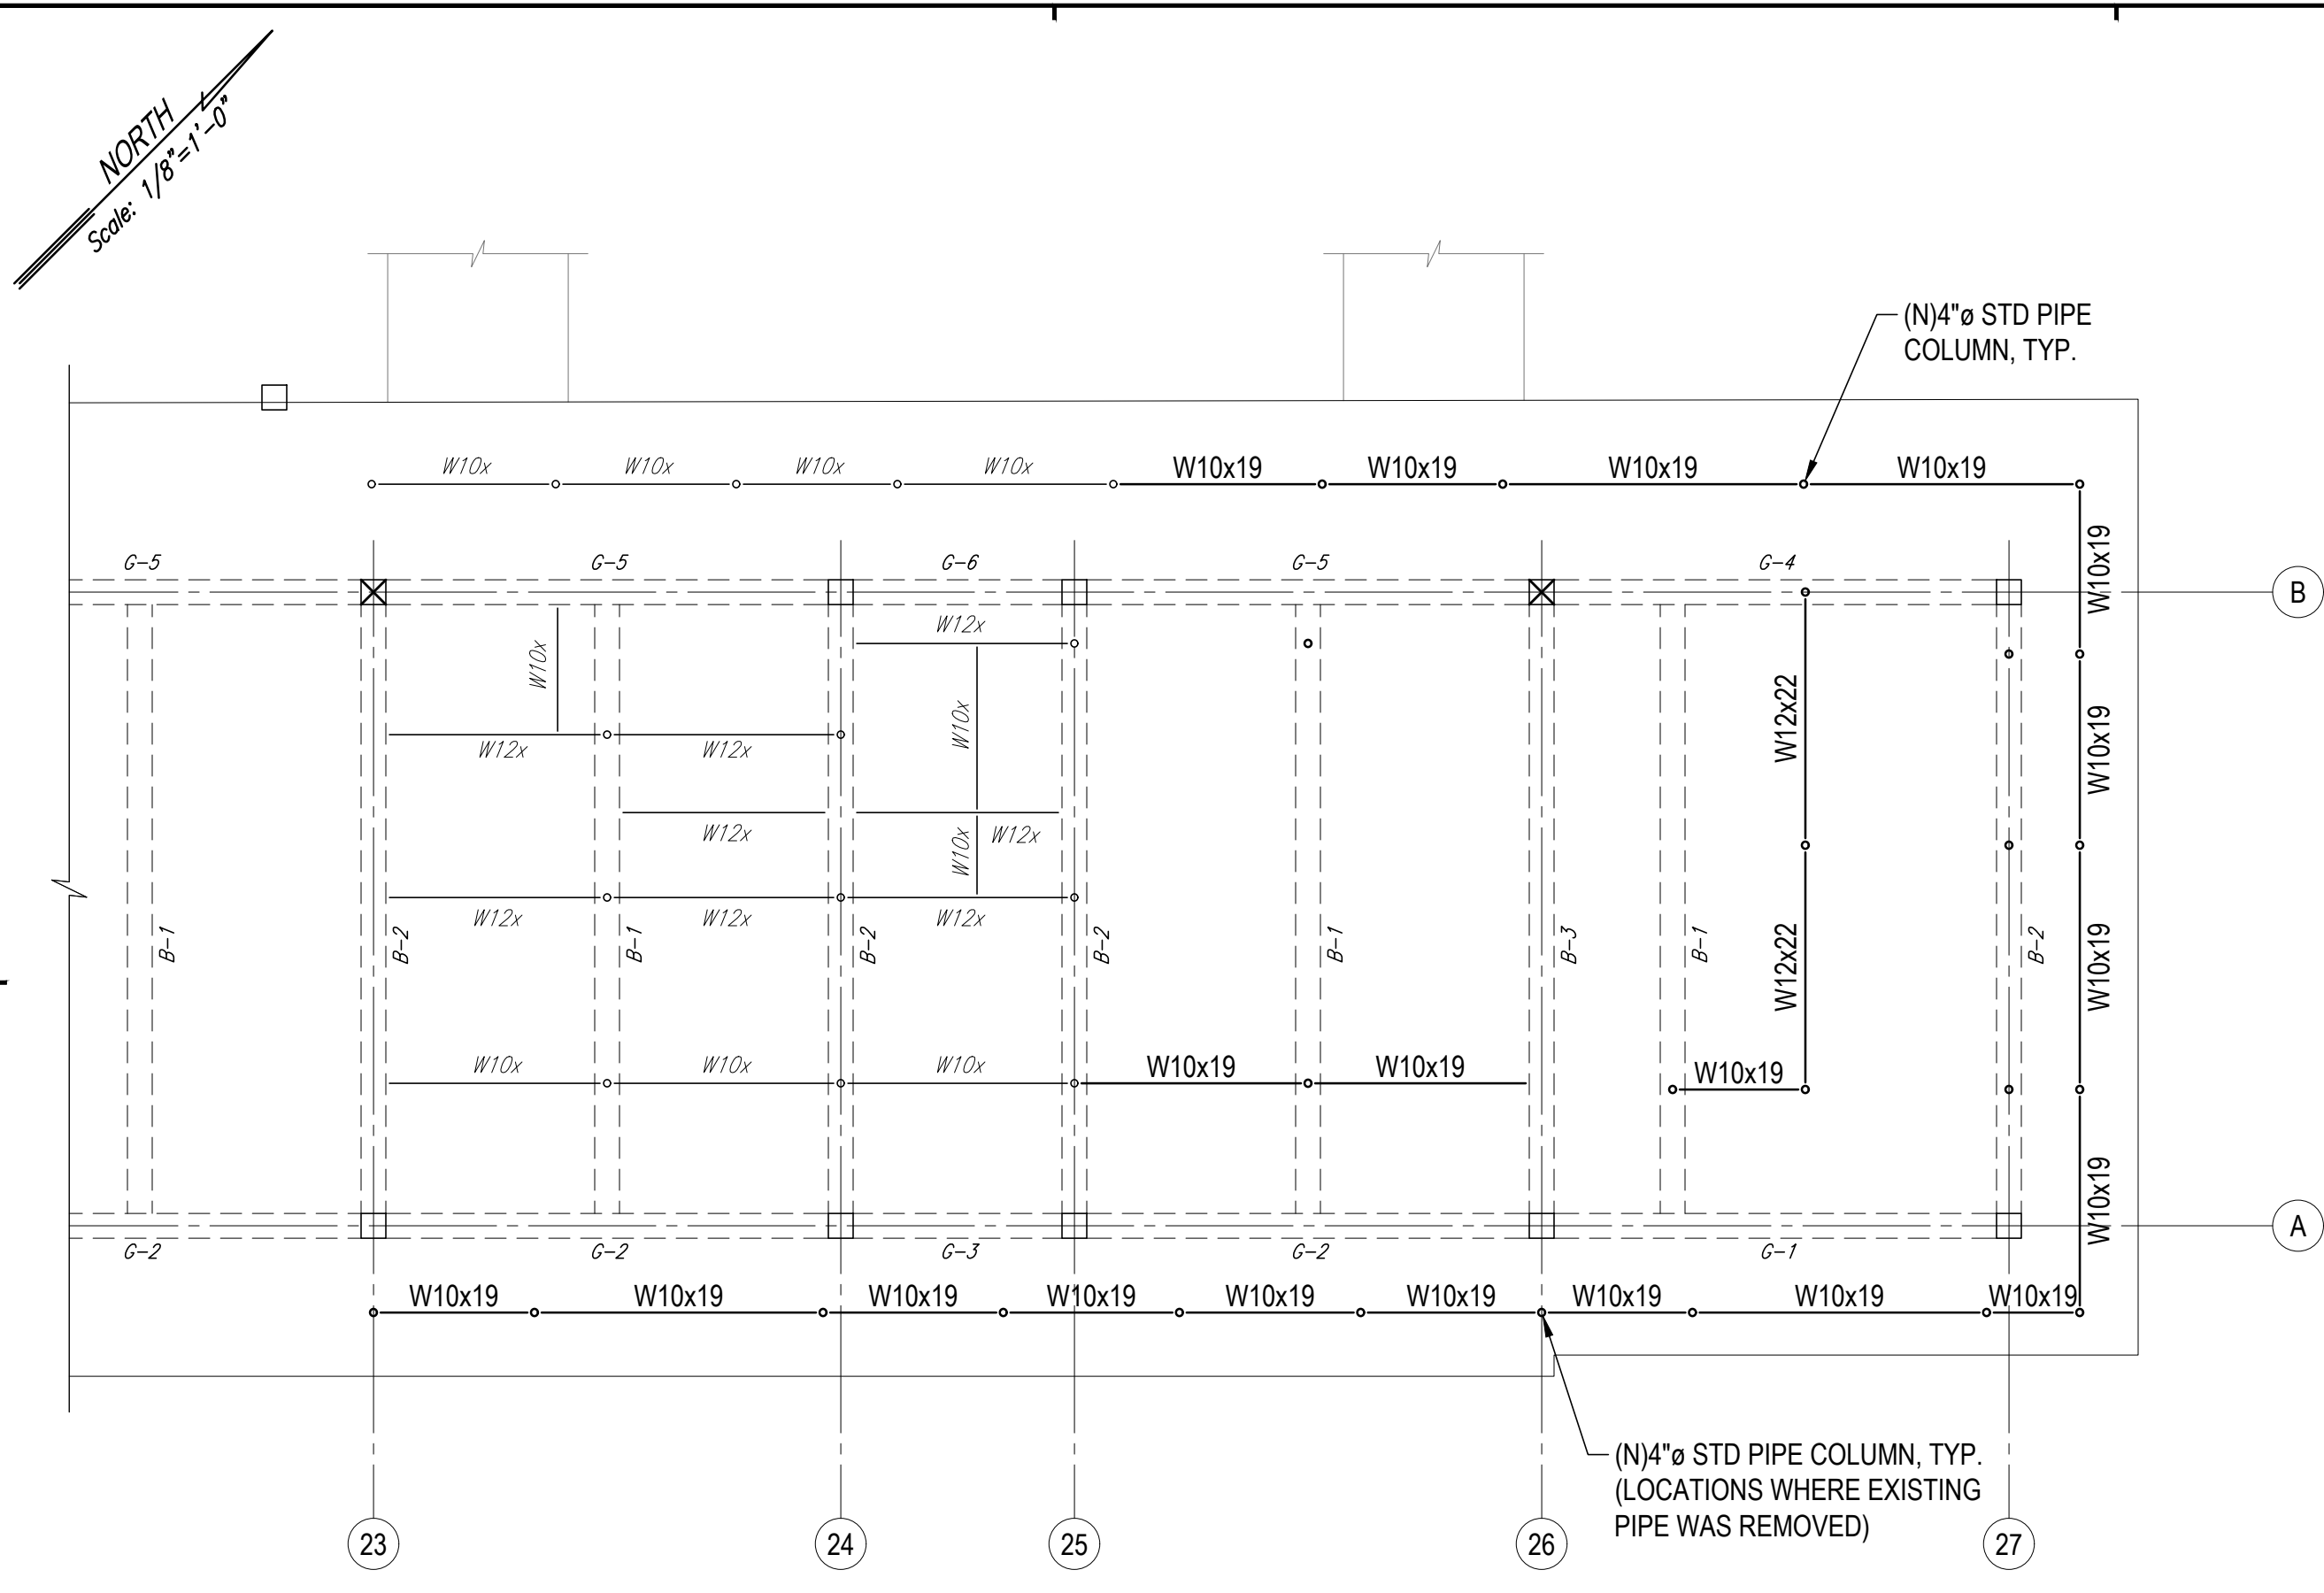 NORTH
Scale: 1/8"=1'-0"
(N)4"ø STD PIPE
COLUMN, TYP.
W10x W10x W10x W10x W10x19 W10x19 W10x19 W10x19
W10x19
G-5 G-5 G-6 G-5 G-4
B
W12x
W10x
W10x
W12x22
W10x19
W12x W12x
W12x
W10x
W12x
W12x W12x W12x
B-1 B-2 B-1 B-2 B-2 B-1 B-3 B-1 B-2
W12x22
W10x19
W10x W10x W10x W10x19 W10x19 W10x19
W10x19
A
G-2 G-2 G-3 G-2 G-1
W10x19 W10x19 W10x19 W10x19 W10x19 W10x19 W10x19 W10x19 W10x19
(N)4"ø STD PIPE COLUMN, TYP.
(LOCATIONS WHERE EXISTING
PIPE WAS REMOVED)
23 24 25 26 27